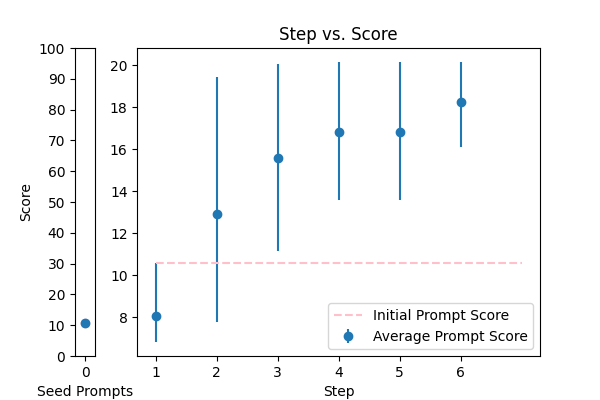 Step vs. Score
Score
100
90
80
70
60
50
40
30
20
10
0
0
Seed Prompts
20
18
16
14
12
10
8
1 2 3 4 5 6
Step
Initial Prompt Score
Average Prompt Score